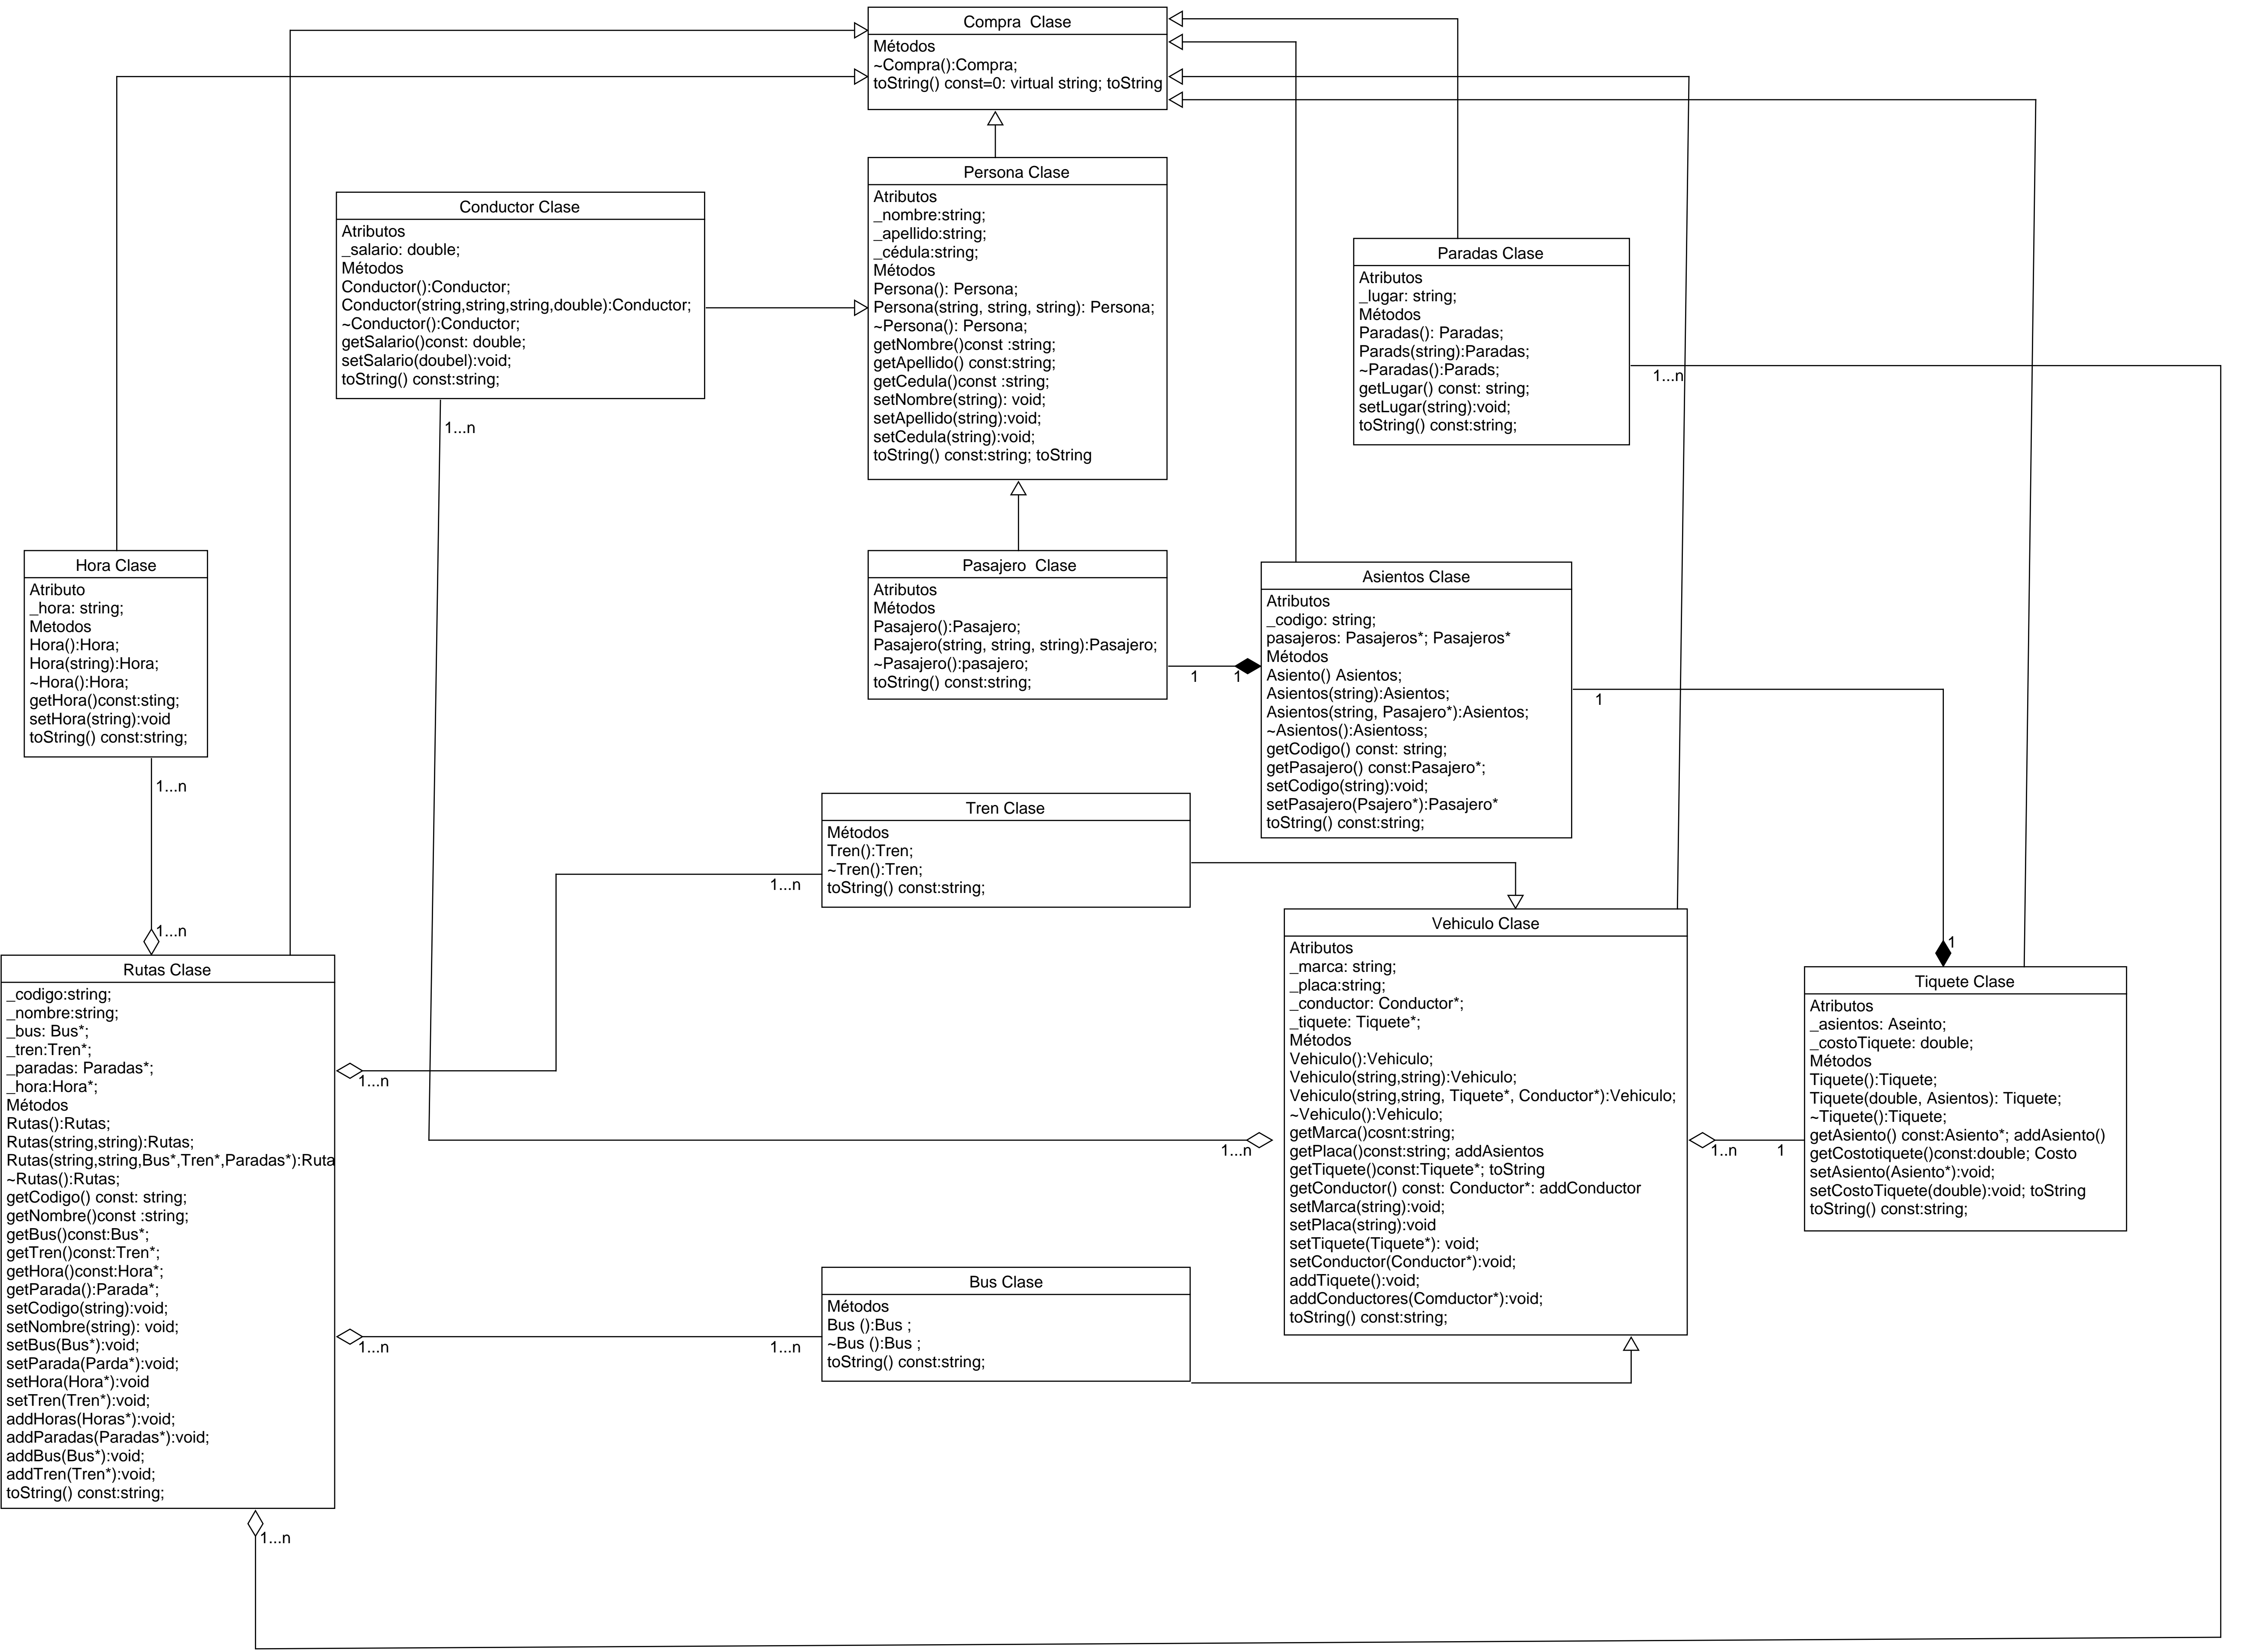 Compra  Clase
Métodos
~Compra():Compra;
toString() const=0: virtual string; toString
Persona Clase
Atributos
_nombre:string;
_apellido:string;
_cédula:string;
Métodos
Persona(): Persona;
Persona(string, string, string): Persona;
~Persona(): Persona;
getNombre()const :string;
getApellido() const:string;
getCedula()const :string;
setNombre(string): void;
setApellido(string):void;
setCedula(string):void;
toString() const:string; toString
Conductor Clase
Atributos
_salario: double;
Métodos
Conductor():Conductor;
Conductor(string,string,string,double):Conductor;
~Conductor():Conductor;
getSalario()const: double;
setSalario(doubel):void;
toString() const:string;
1...n
Paradas Clase
Atributos
_lugar: string;
Métodos
Paradas(): Paradas;
Parads(string):Paradas;
~Paradas():Parads;
getLugar() const: string;
setLugar(string):void;
toString() const:string;
1...n
Hora Clase
Atributo
_hora: string;
Metodos
Hora():Hora;
Hora(string):Hora;
~Hora():Hora;
getHora()const:sting;
setHora(string):void
toString() const:string;
1...n
1...n
Pasajero  Clase
Atributos
Métodos
Pasajero():Pasajero;
Pasajero(string, string, string):Pasajero;
~Pasajero():pasajero;
toString() const:string;
1
1
Asientos Clase
Atributos
_codigo: string;
pasajeros: Pasajeros*; Pasajeros*
Métodos
Asiento() Asientos;
Asientos(string):Asientos;
Asientos(string, Pasajero*):Asientos;
~Asientos():Asientoss;
getCodigo() const: string;
getPasajero() const:Pasajero*;
setCodigo(string):void;
setPasajero(Psajero*):Pasajero*
toString() const:string;
1
1
Tren Clase
Métodos
Tren():Tren;
~Tren():Tren;
toString() const:string;
1...n
1...n
Vehiculo Clase
Atributos
_marca: string;
_placa:string;
_conductor: Conductor*;
_tiquete: Tiquete*;
Métodos
Vehiculo():Vehiculo;
Vehiculo(string,string):Vehiculo;
Vehiculo(string,string, Tiquete*, Conductor*):Vehiculo;
~Vehiculo():Vehiculo;
getMarca()cosnt:string;
getPlaca()const:string; addAsientos
getTiquete()const:Tiquete*; toString
getConductor() const: Conductor*: addConductor
setMarca(string):void;
setPlaca(string):void
setTiquete(Tiquete*): void;
setConductor(Conductor*):void;
addTiquete():void;
addConductores(Comductor*):void;
toString() const:string;
1...n
1...n
1
Tiquete Clase
Atributos
_asientos: Aseinto;
_costoTiquete: double;
Métodos
Tiquete():Tiquete;
Tiquete(double, Asientos): Tiquete;
~Tiquete():Tiquete;
getAsiento() const:Asiento*; addAsiento()
getCostotiquete()const:double; Costo
setAsiento(Asiento*):void;
setCostoTiquete(double):void; toString
toString() const:string;
Rutas Clase
_codigo:string;
_nombre:string;
_bus: Bus*;
_tren:Tren*;
_paradas: Paradas*;
_hora:Hora*;
Métodos
Rutas():Rutas;
Rutas(string,string):Rutas;
Rutas(string,string,Bus*,Tren*,Paradas*):Ruta
~Rutas():Rutas;
getCodigo() const: string;
getNombre()const :string;
getBus()const:Bus*;
getTren()const:Tren*;
getHora()const:Hora*;
getParada():Parada*;
setCodigo(string):void;
setNombre(string): void;
setBus(Bus*):void;
setParada(Parda*):void;
setHora(Hora*):void
setTren(Tren*):void;
addHoras(Horas*):void;
addParadas(Paradas*):void;
addBus(Bus*):void;
addTren(Tren*):void;
toString() const:string;
1...n
Bus Clase
Métodos
Bus ():Bus ;
~Bus ():Bus ;
toString() const:string;
1...n
1...n